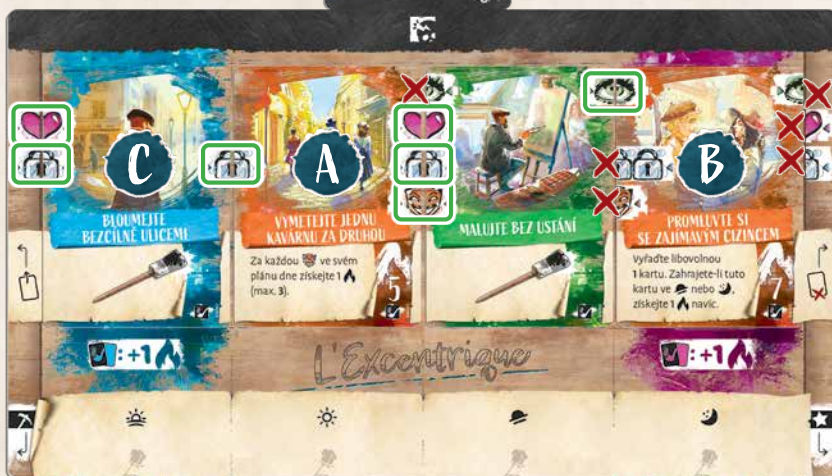 C
A
B
BLOUMEJTE
BEZCÍLNĚ ULICEMI
VYMETEJTE JEDNU
KAVÁRNU ZA DRUHOU
Za každou ve svém
plánu dne získejte 1
(max. 3).
5
MALUJTE BEZ USTÁNÍ
PROMLUVTE SI
SE ZAJÍMAVÝM CIZINCEM
Vyřaďte libovolnou
1 kartu. Zahrajete-li tuto
kartu ve nebo ,
získejte 1 navíc.
7
:+1
L'Excentrique
:+1